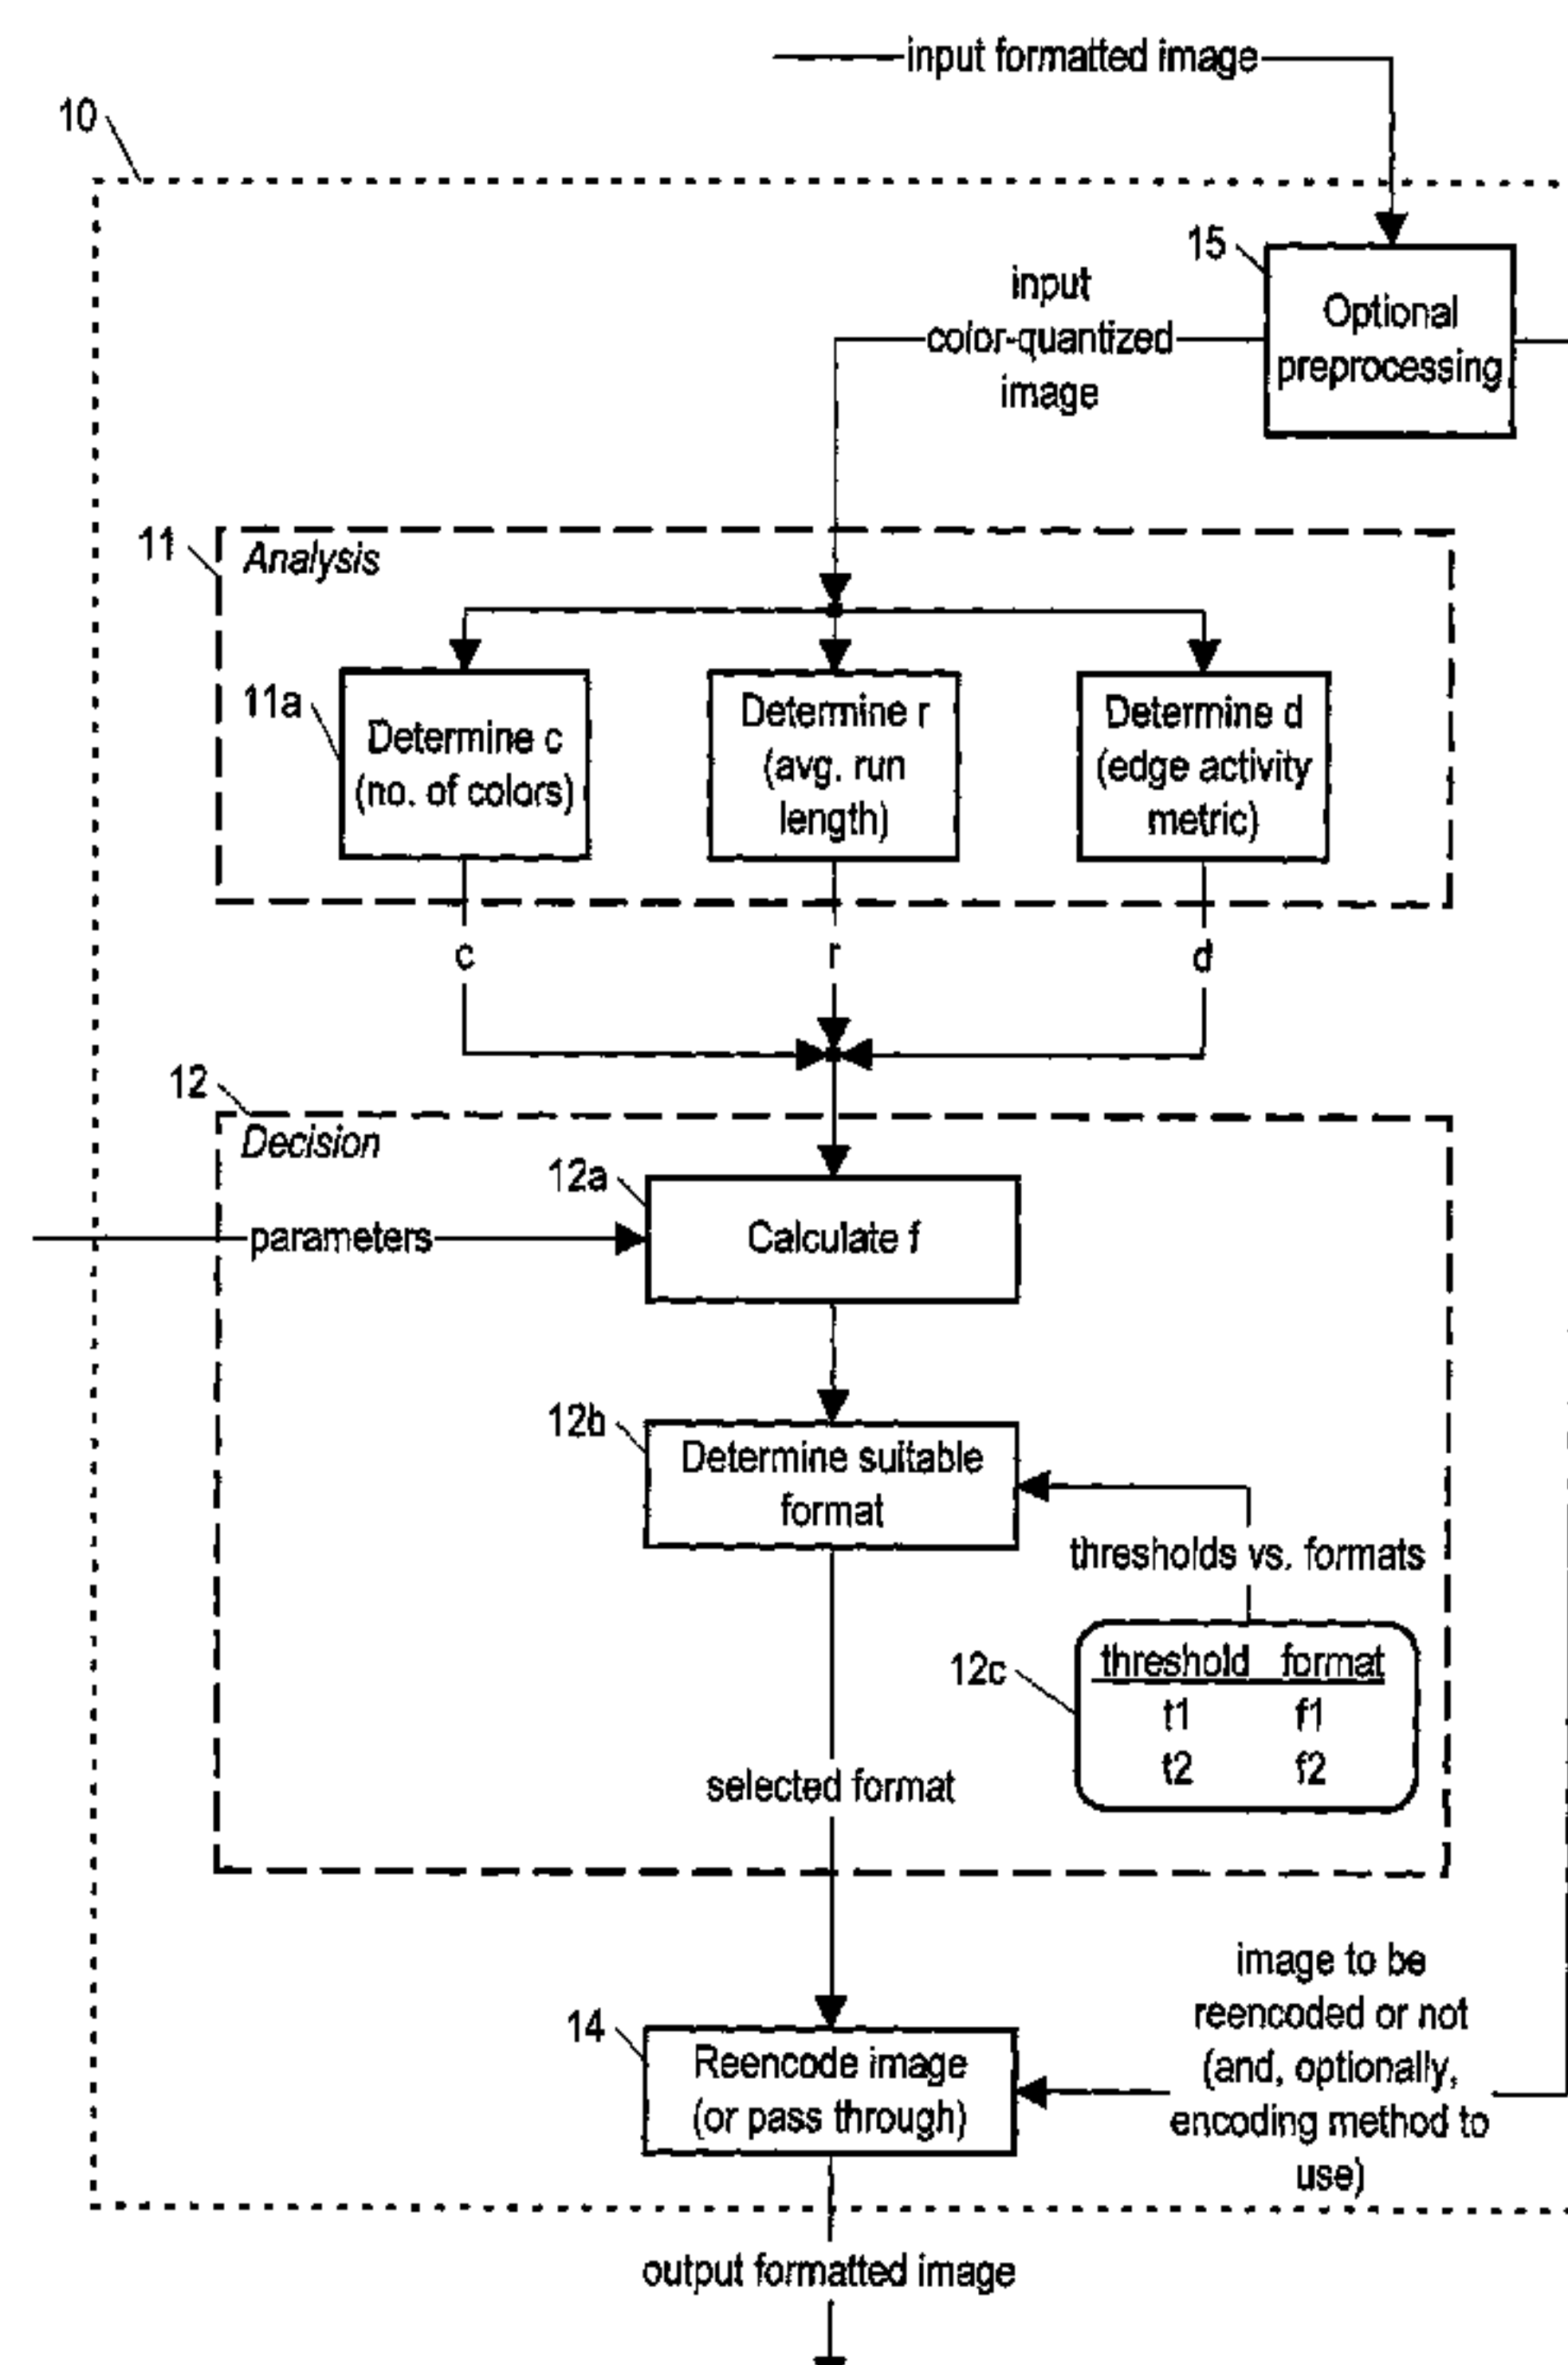 input formatted image
10
15
Optional
preprocessing
input
color-quantized
image
11
Analysis
11a
Determine c
(no. of colors)
Determine r
(avg. run
length)
Determine d
(edge activity
metric)
c
r
d
12
Decision
12a
parameters
Calculate f
12b
Determine suitable
format
thresholds vs. formats
12c
threshold format
t1 f1
t2 f2
selected format
image to be
reencoded or not
(and, optionally,
encoding method to
use)
14
Reencode image
(or pass through)
output formatted image